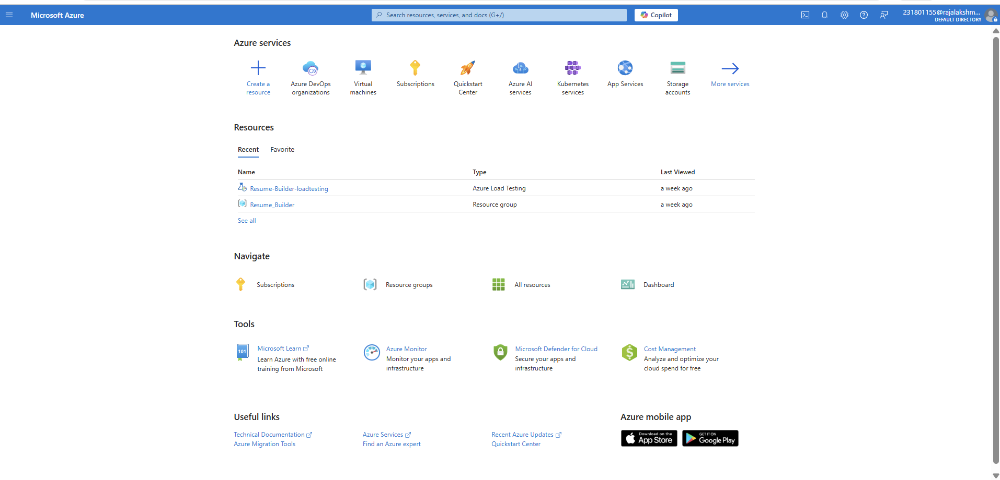 Microsoft Azure
Search resources, services, and docs (G+/)
Copilot
231801155@rajalakshm...
DEFAULT DIRECTORY
Azure services
Create a resource
Azure DevOps organizations
Virtual machines
Subscriptions
Quickstart Center
Azure AI services
Kubernetes services
App Services
Storage accounts
More services
Resources
Recent Favorite
Name Type Last Viewed
Resume-Builder-loadtesting Azure Load Testing a week ago
Resume_Builder Resource group a week ago
See all
Navigate
Subscriptions Resource groups All resources Dashboard
Tools
101
Microsoft Learn
Learn Azure with free online
training from Microsoft
Azure Monitor
Monitor your apps and
infrastructure
Microsoft Defender for Cloud
Secure your apps and
infrastructure
$
Cost Management
Analyze and optimize your
cloud spend for free
Useful links
Technical Documentation Azure Services Recent Azure Updates
Azure Migration Tools Find an Azure expert Quickstart Center
Azure mobile app
Download on the
App Store
GET IT ON
Google Play